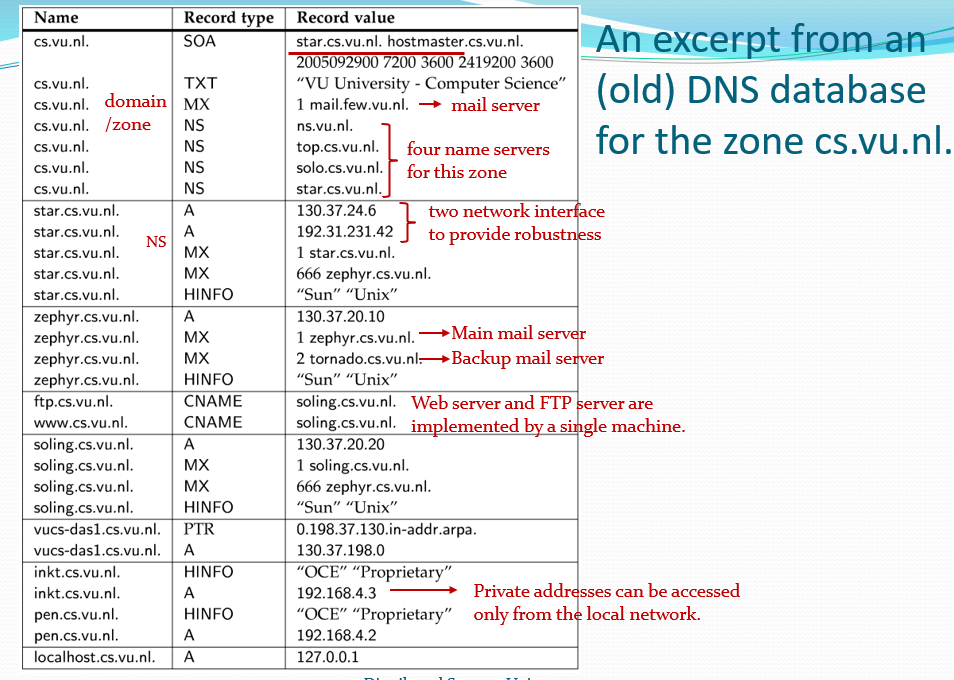 An excerpt from an
(old) DNS database
for the zone cs.vu.nl.
Name Record type Record value
cs.vu.nl. SOA star.cs.vu.nl. hostmaster.cs.vu.nl.
2005092900 7200 3600 2419200 3600
cs.vu.nl. TXT “VU University - Computer Science”
cs.vu.nl. domain MX 1 mail.few.vu.nl. mail server
cs.vu.nl. /zone NS ns.vu.nl.
cs.vu.nl. NS top.cs.vu.nl. four name servers
cs.vu.nl. NS solo.cs.vu.nl. for this zone
cs.vu.nl. NS star.cs.vu.nl.
star.cs.vu.nl. A 130.37.24.6 two network interface
star.cs.vu.nl. NS A 192.31.231.42 to provide robustness
star.cs.vu.nl. MX 1 star.cs.vu.nl.
star.cs.vu.nl. MX 666 zephyr.cs.vu.nl.
star.cs.vu.nl. HINFO “Sun” “Unix”
zephyr.cs.vu.nl. A 130.37.20.10
zephyr.cs.vu.nl. MX 1 zephyr.cs.vu.nl. Main mail server
zephyr.cs.vu.nl. MX 2 tornado.cs.vu.nl. Backup mail server
zephyr.cs.vu.nl. HINFO “Sun” “Unix”
ftp.cs.vu.nl. CNAME soling.cs.vu.nl. Web server and FTP server are
www.cs.vu.nl. CNAME soling.cs.vu.nl. implemented by a single machine.
soling.cs.vu.nl. A 130.37.20.20
soling.cs.vu.nl. MX 1 soling.cs.vu.nl.
soling.cs.vu.nl. MX 666 zephyr.cs.vu.nl.
soling.cs.vu.nl. HINFO “Sun” “Unix”
vucs-das1.cs.vu.nl. PTR 0.198.37.130.in-addr.arpa.
vucs-das1.cs.vu.nl. A 130.37.198.0
inkt.cs.vu.nl. HINFO “OCE” “Proprietary”
inkt.cs.vu.nl. A 192.168.4.3 Private addresses can be accessed
pen.cs.vu.nl. HINFO “OCE” “Proprietary” only from the local network.
pen.cs.vu.nl. A 192.168.4.2
localhost.cs.vu.nl. A 127.0.0.1